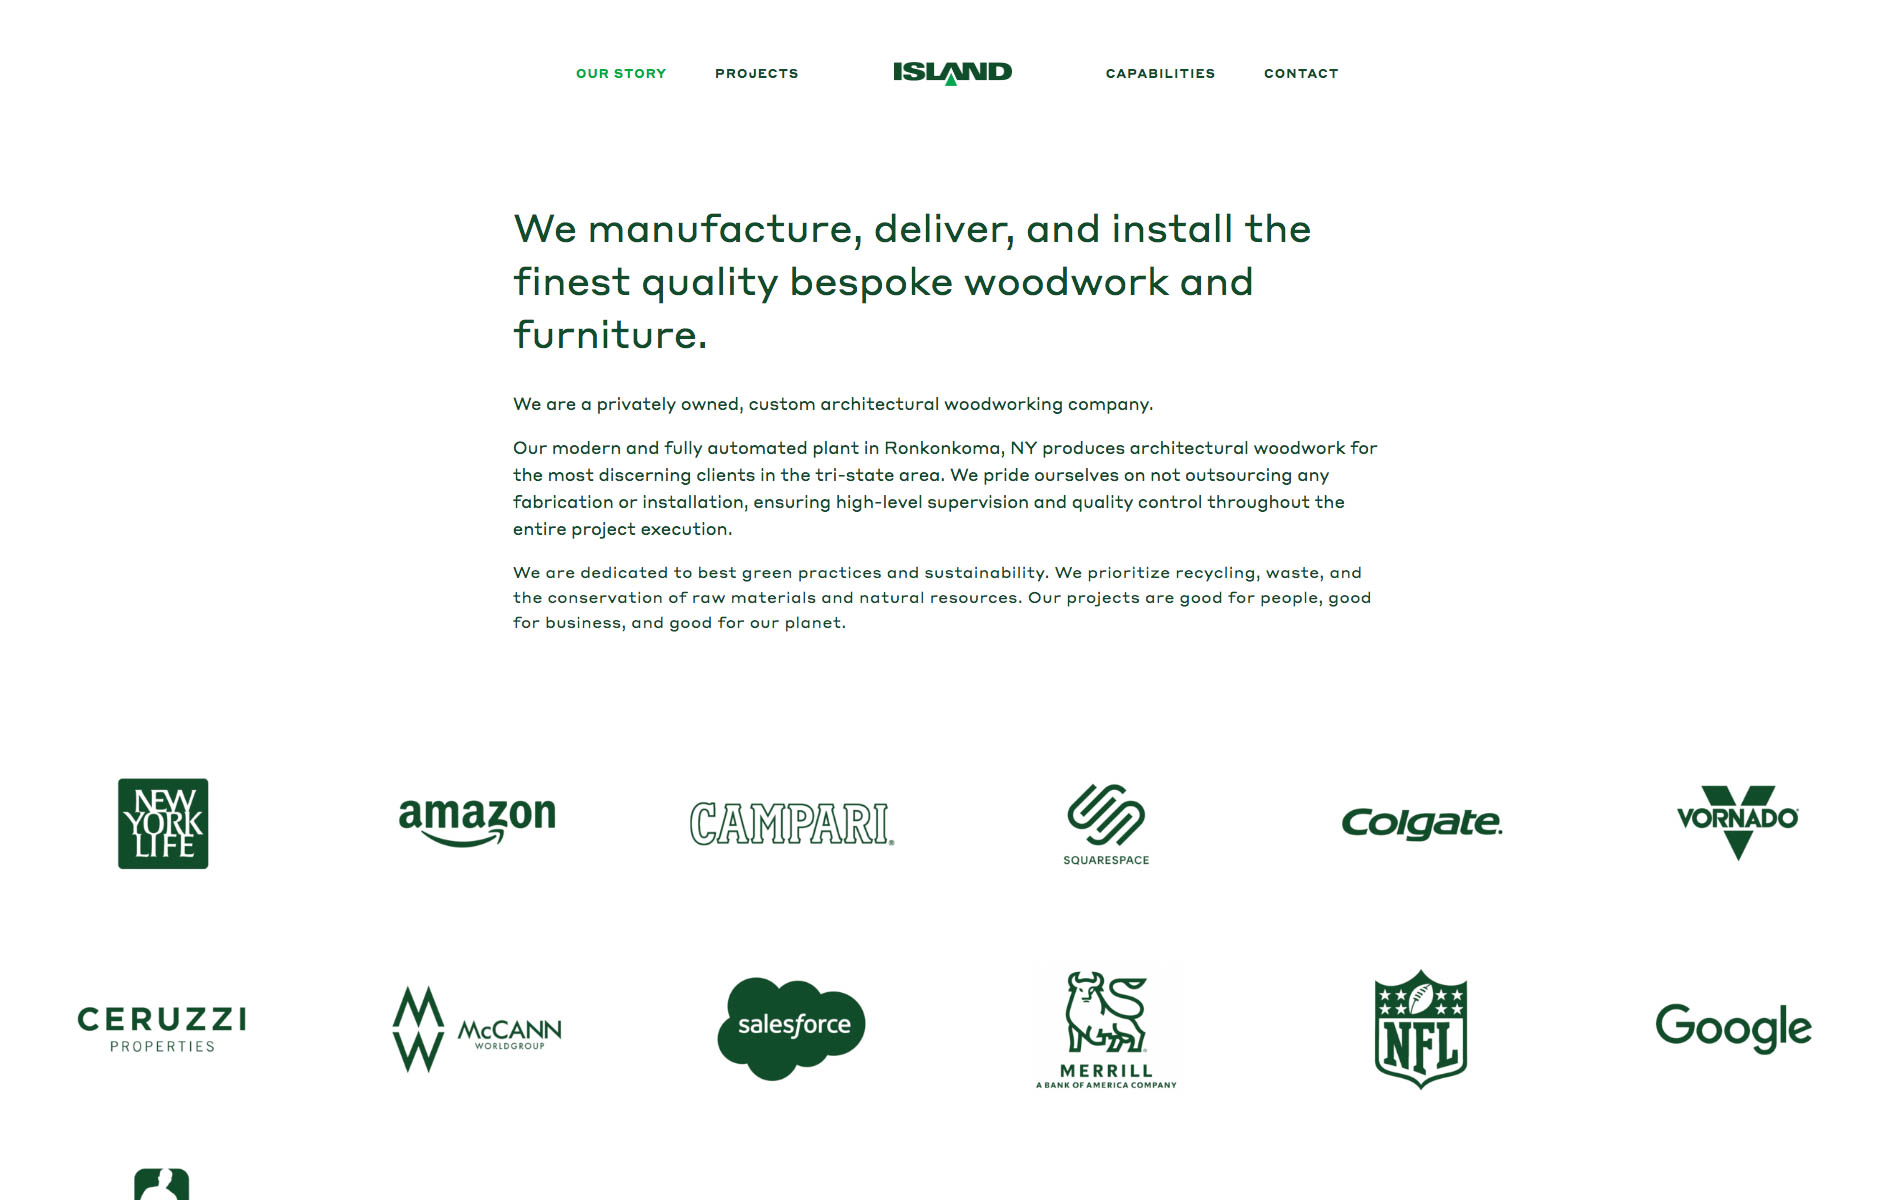 OUR STORY PROJECTS ISLAND CAPABILITIES CONTACT
We manufacture, deliver, and install the
finest quality bespoke woodwork and
furniture.
We are a privately owned, custom architectural woodworking company.
Our modern and fully automated plant in Ronkonkoma, NY produces architectural woodwork for
the most discerning clients in the tri-state area. We pride ourselves on not outsourcing any
fabrication or installation, ensuring high-level supervision and quality control throughout the
entire project execution.
We are dedicated to best green practices and sustainability. We prioritize recycling, waste, and
the conservation of raw materials and natural resources. Our projects are good for people, good
for business, and good for our planet.
NEW
YORK
LIFE
amazon
CAMPARI®
SQUARESPACE
Colgate.
VORNADO
CERUZZI
PROPERTIES
McCANN
WORLDGROUP
salesforce
MERRILL
A BANK OF AMERICA COMPANY
NFL
Google